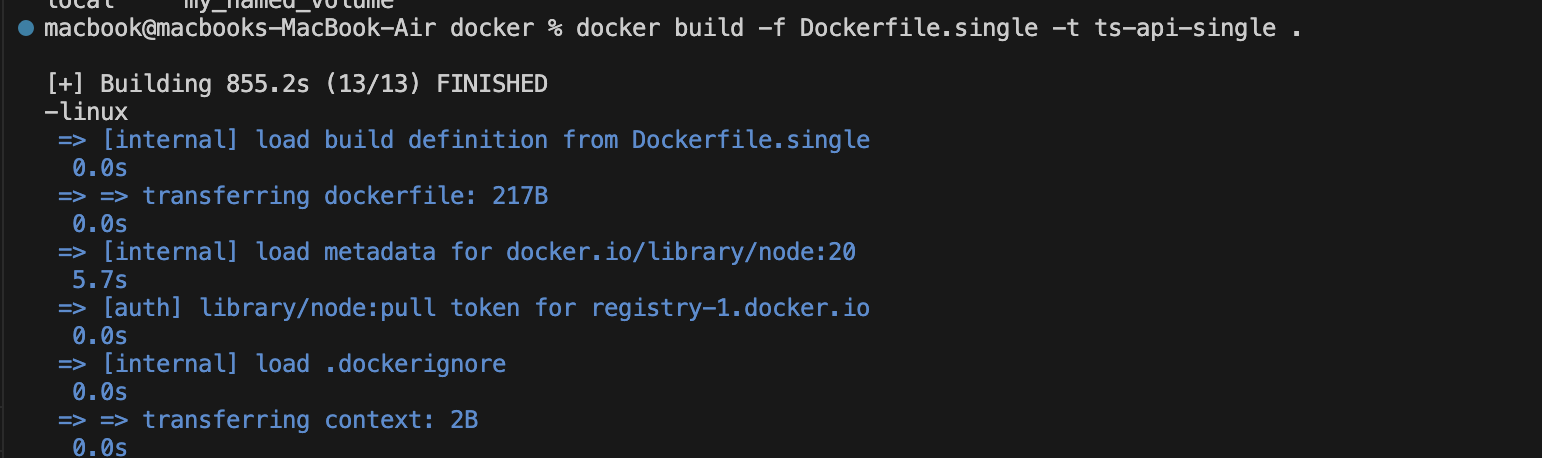 local my_named_volume
macbook@macbooks-MacBook-Air docker % docker build -f Dockerfile.single -t ts-api-single .
[+] Building 855.2s (13/13) FINISHED
-linux
=> [internal] load build definition from Dockerfile.single
0.0s
=> => transferring dockerfile: 217B
0.0s
=> [internal] load metadata for docker.io/library/node:20
5.7s
=> [auth] library/node:pull token for registry-1.docker.io
0.0s
=> [internal] load .dockerignore
0.0s
=> => transferring context: 2B
0.0s